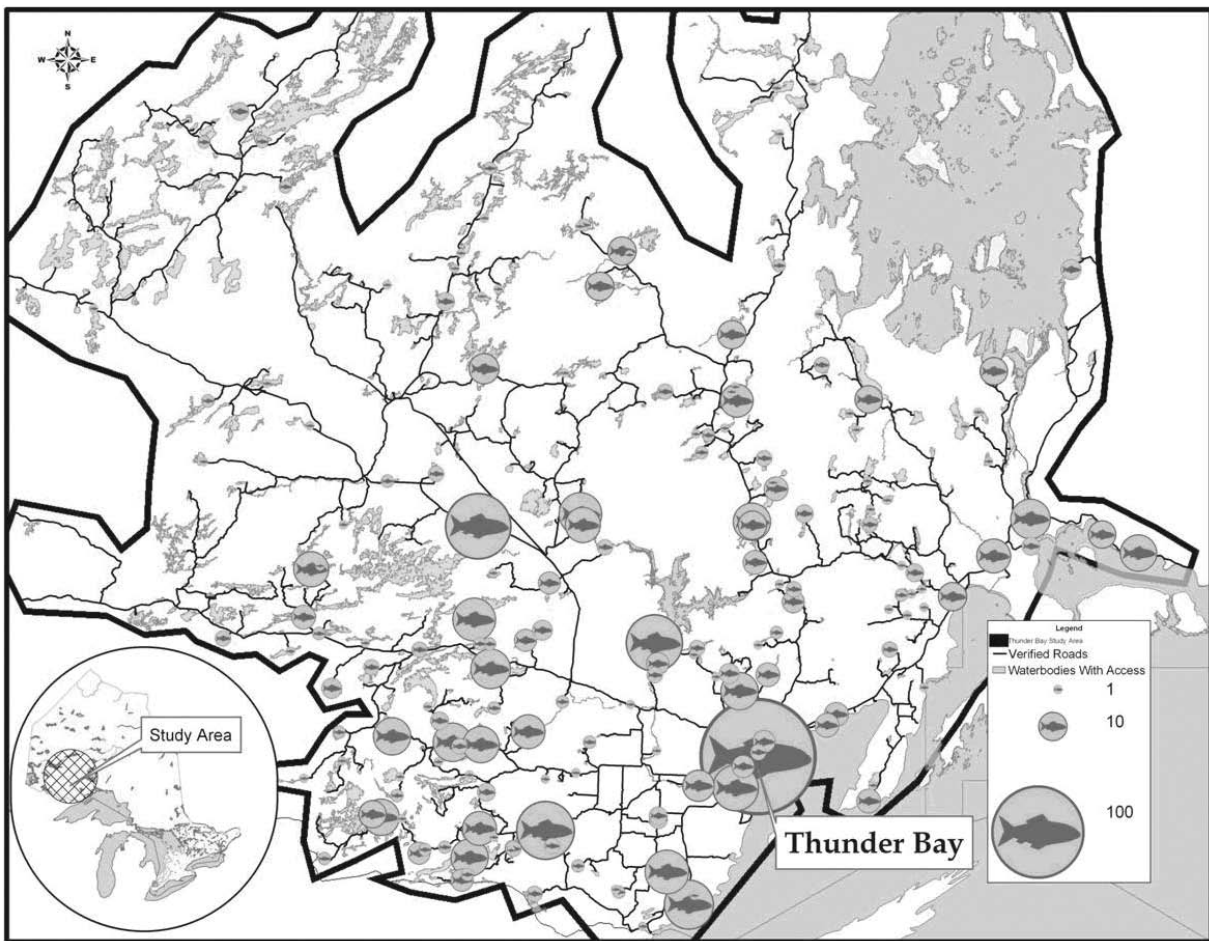 N
W E
S
Study Area
Thunder Bay
Legend
Thunder Bay Study Area
Verified Roads
Waterbodies With Access
1
10
100